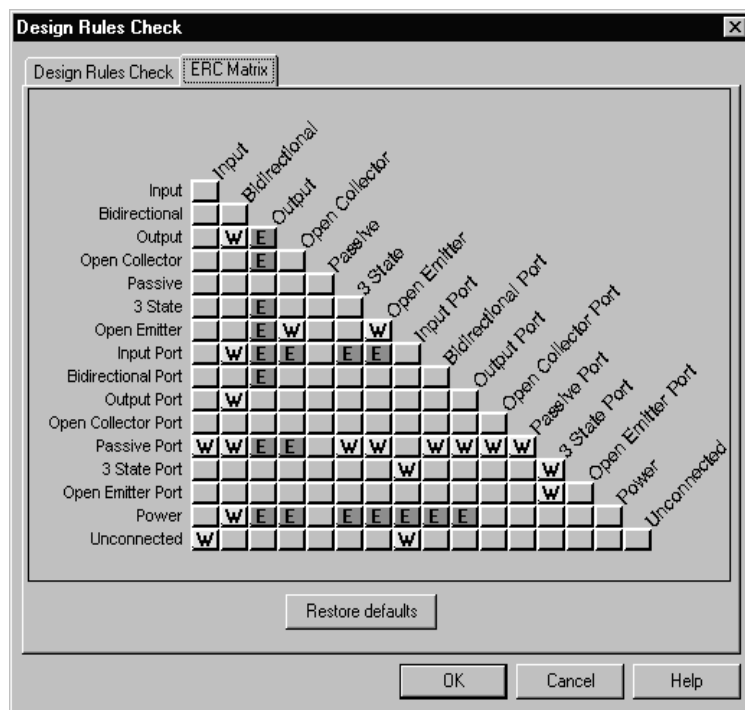 Design Rules Check
Design Rules Check ERC Matrix
Input
Bidirectional
Output
Open Collector
Passive
3 State
Open Emitter
Input Port
Bidirectional Port
Output Port
Open Collector Port
Passive Port
3 State Port
Open Emitter Port
Power
Unconnected
Input
Bidirectional
Output W E
Open Collector E
Passive
3 State E
Open Emitter E W W
Input Port W E E E E
Bidirectional Port E
Output Port W
Open Collector Port
Passive Port W W E E W W W W W W
3 State Port W W
Open Emitter Port W
Power W E E E E E E E
Unconnected W W
Restore defaults
OK Cancel Help